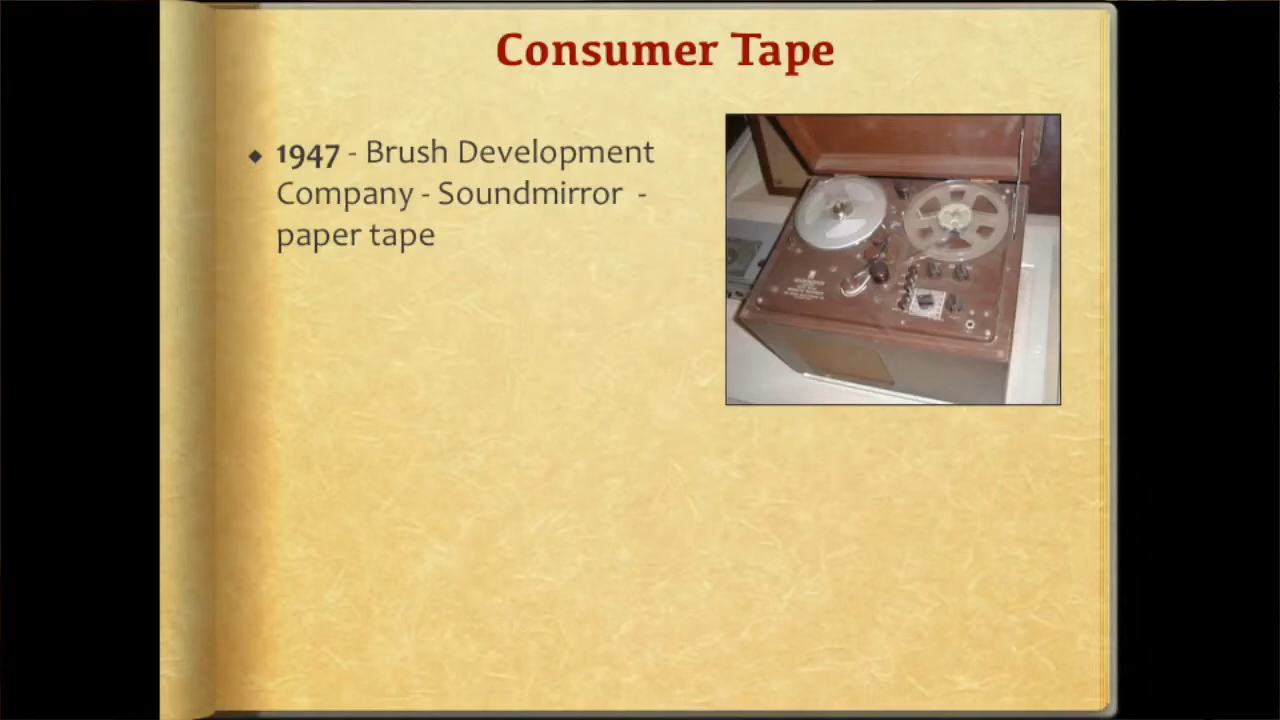 Consumer Tape
◆ 1947 - Brush Development
Company - Soundmirror -
paper tape